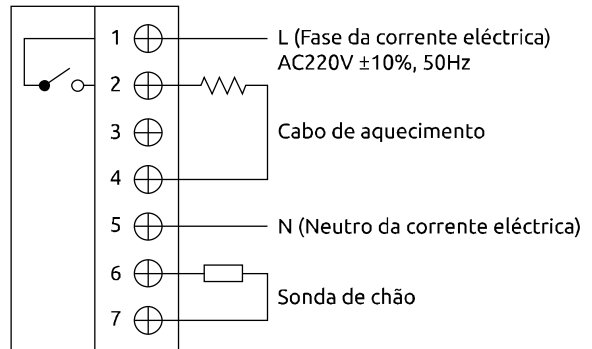 1 L (Fase da corrente eléctrica)
AC220V ±10%, 50Hz
2
3 Cabo de aquecimento
4
5 N (Neutro da corrente eléctrica)
6
Sonda de chão
7